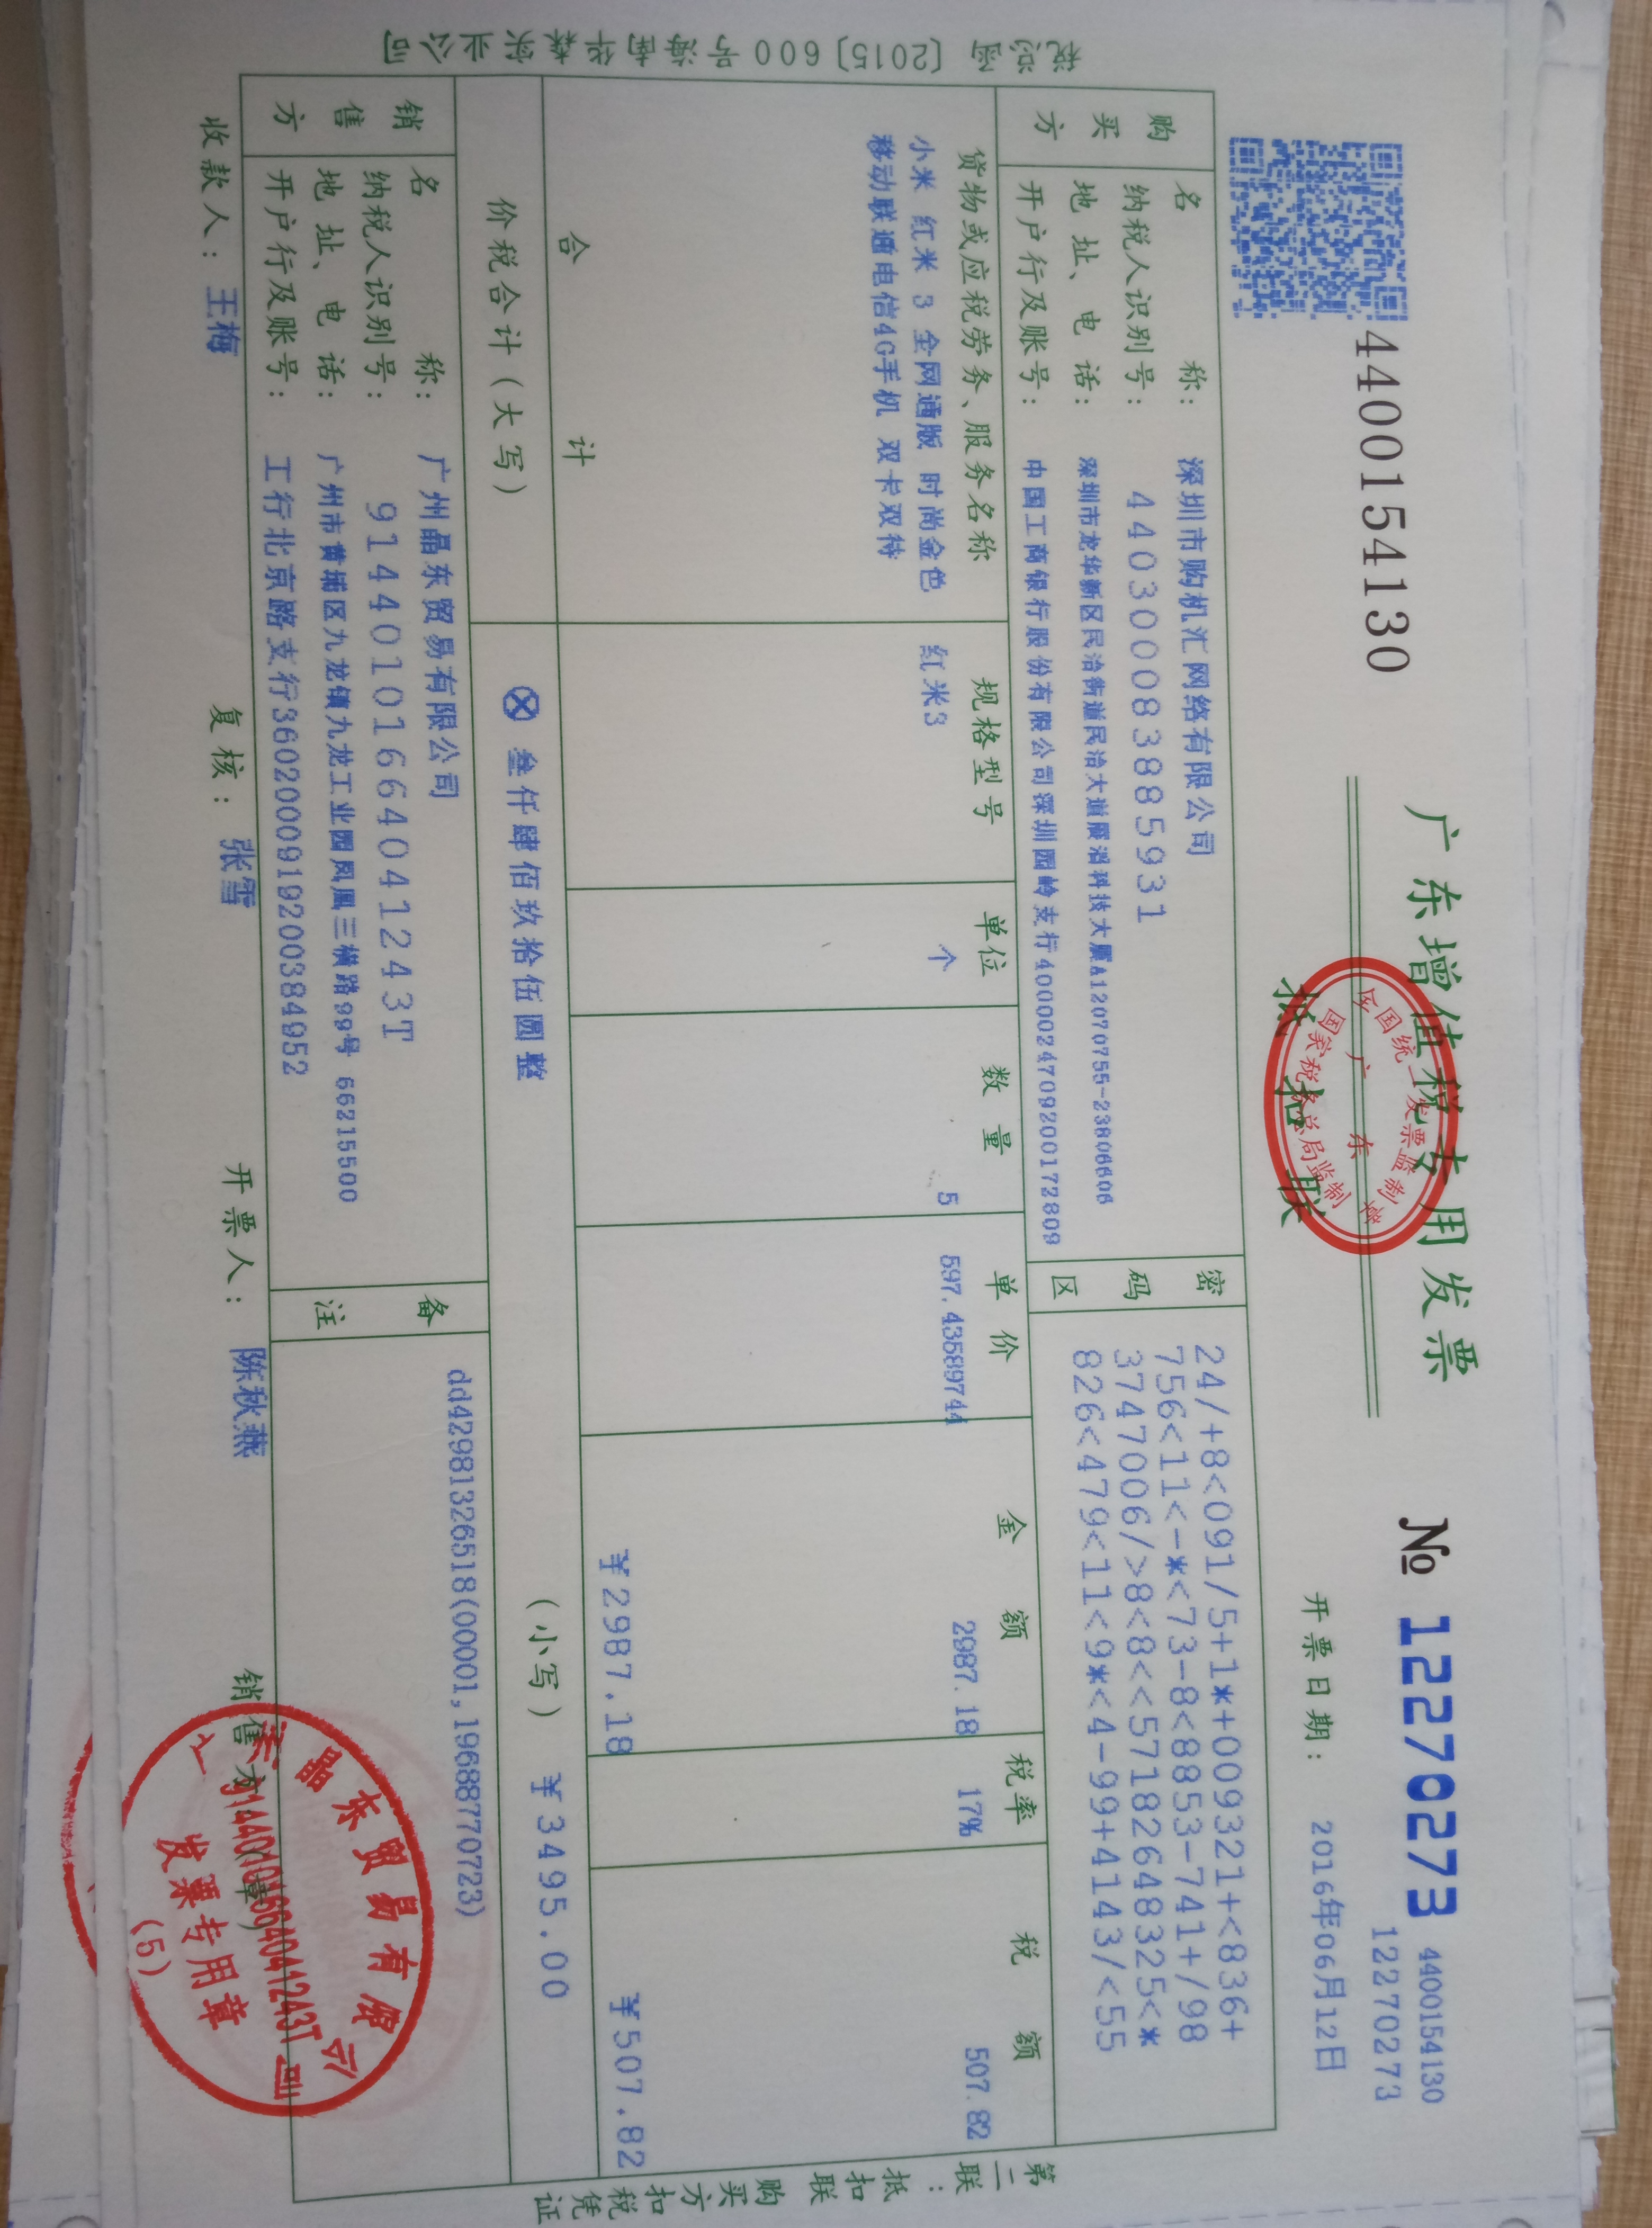 4400154130
广东增值税专用发票
抵扣联
№ 12270273
4400154130
12270273
开票日期： 2016年06月12日
全国统一发票监制章
广东
国家税务总局监制
税总函〔2015〕600号海南华森实业公司
购买方
名 称： 深圳市购机汇网络有限公司
纳税人识别号： 440300083885931
地址、电话： 深圳市龙华新区民治街道民治大道展滔科技大厦A12070755-23806606
开户行及账号： 中国工商银行股份有限公司深圳园岭支行4000024709200172809
密码区
24/+8<091/5+1*+009321+<836+
756<11<-*<73-8<8853-741+/98
3747006/>8<8<<5718264 8325<*
826<479<11<9*<4-99+4143/<55
货物或应税劳务、服务名称 规格型号 单位 数量 单价 金额 税率 税额
小米 红米 3 全网通版 时尚金色 红米3 个 5 597.43589744 2987.18 17% 507.82
移动联通电信4G手机 双卡双待
合计 ¥2987.18 ¥507.82
价税合计（大写） ⊗ 叁仟肆佰玖拾伍圆整 （小写） ¥3495.00
销售方
名 称： 广州晶东贸易有限公司
纳税人识别号： 91440101664041243T
地址、电话： 广州市黄埔区九龙镇九龙工业园凤凰三横路99号 66215500
开户行及账号： 工行北京路支行3602000919200384952
备注
dd42981326518(00001,19688770723)
收款人： 王梅 复核： 张雪 开票人： 陈秋燕 销售方：（章）
广州晶东贸易有限公司
91440101664041243T
发票专用章
(5)
第二联：抵扣联 购买方扣税凭证